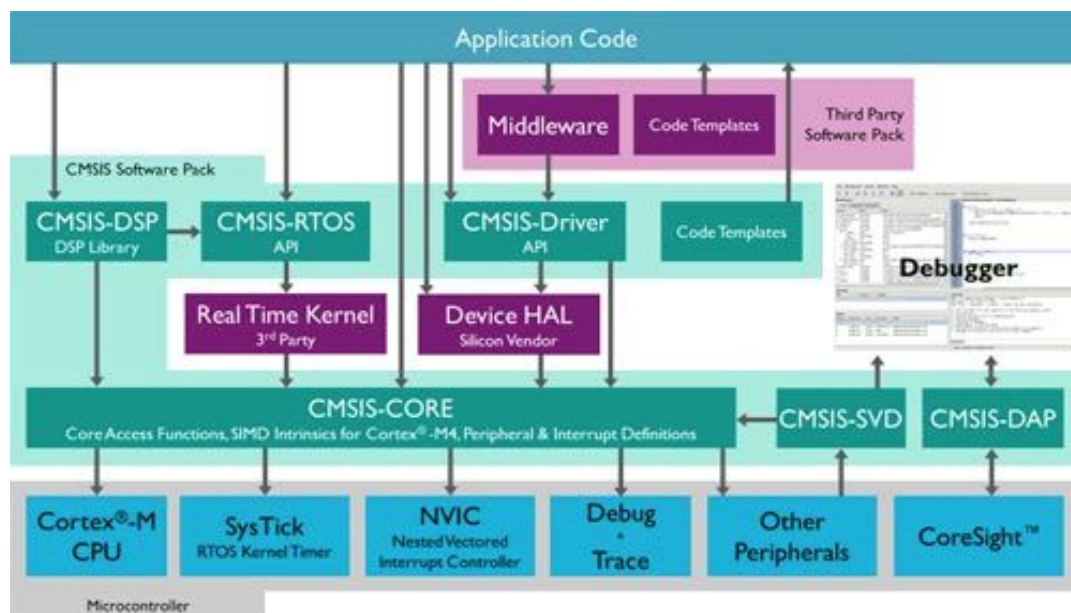 Application Code
Middleware
Code Templates
Third Party
Software Pack
CMSIS Software Pack
CMSIS-DSP
DSP Library
CMSIS-RTOS
API
CMSIS-Driver
API
Code Templates
Debugger
Real Time Kernel
3rd Party
Device HAL
Silicon Vendor
CMSIS-CORE
Core Access Functions, SIMD Intrinsics for Cortex®-M4, Peripheral & Interrupt Definitions
CMSIS-SVD
CMSIS-DAP
Cortex®-M
CPU
SysTick
RTOS Kernel Timer
NVIC
Nested Vectored
Interrupt Controller
Debug
•
Trace
Other
Peripherals
CoreSight™
Microcontroller